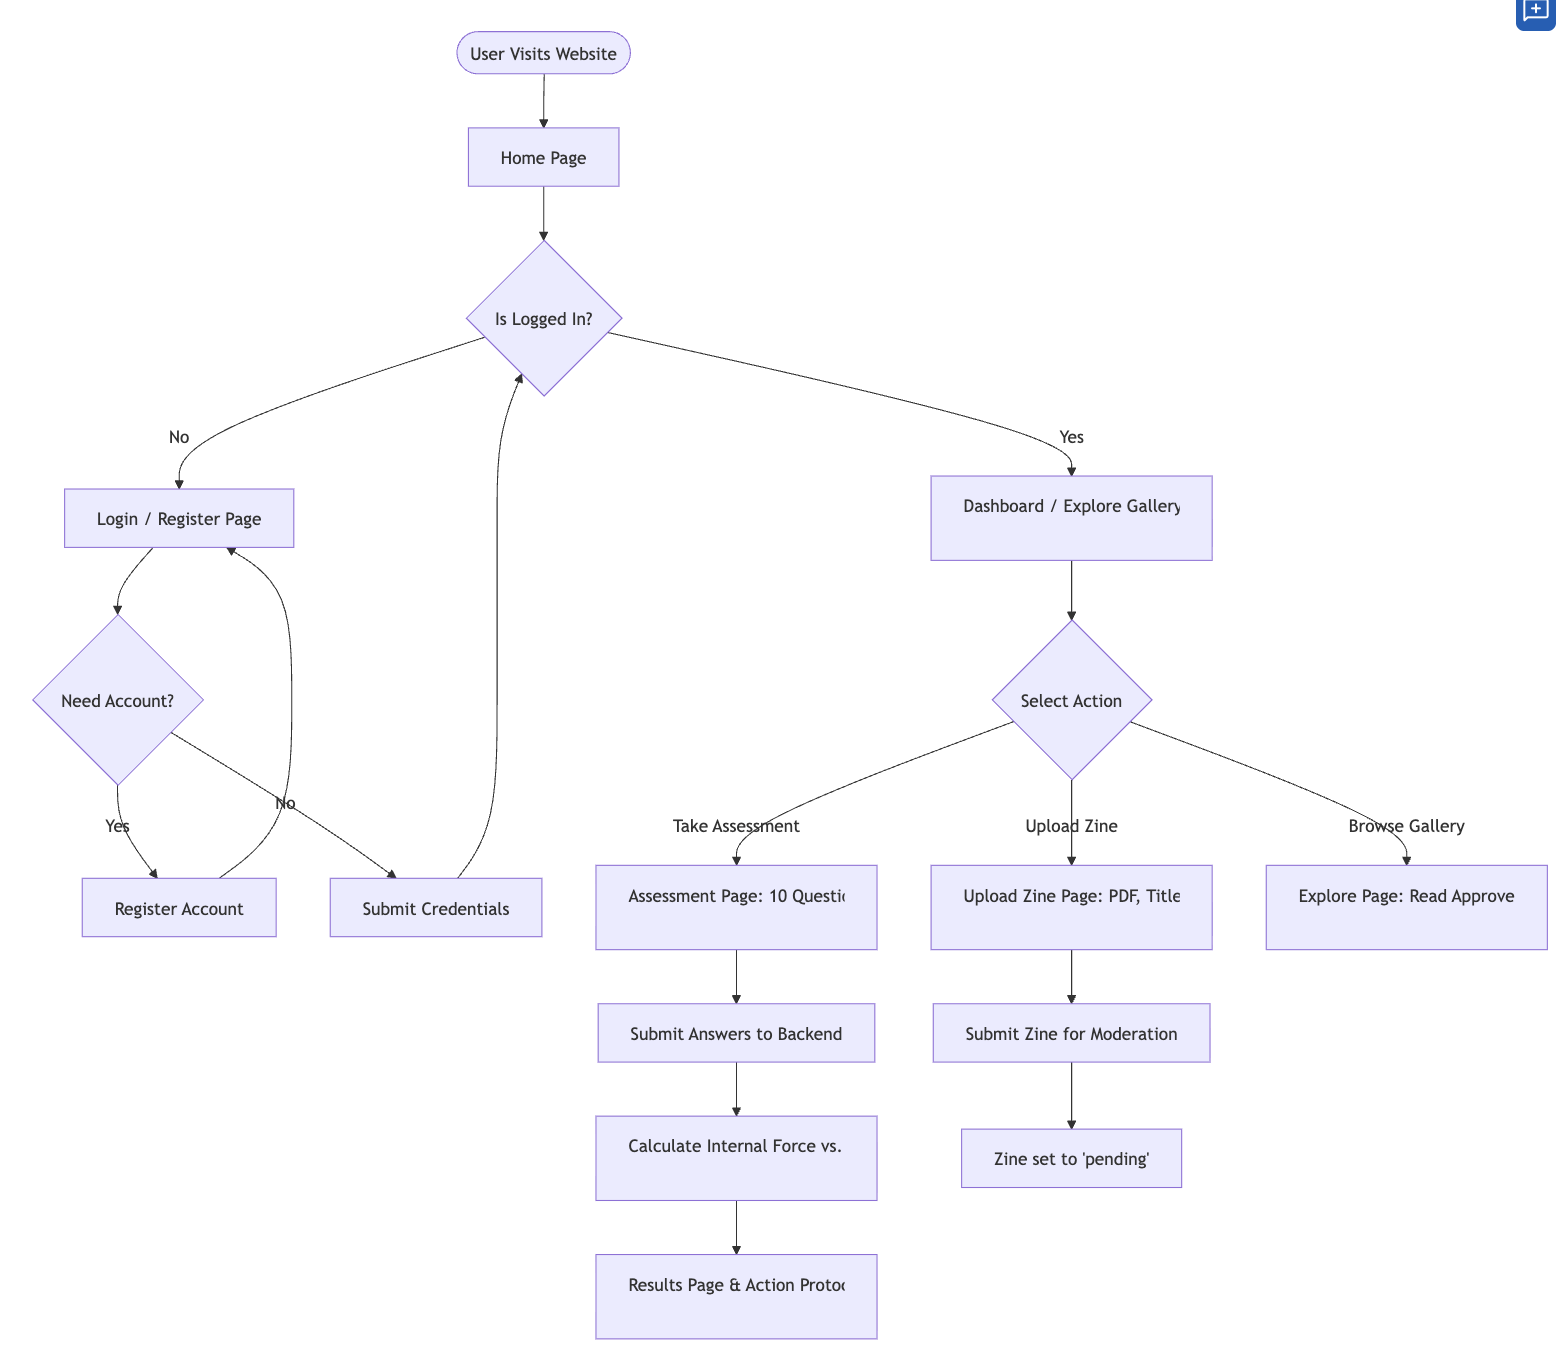 User Visits Website
Home Page
Is Logged In?
No
Yes
Login / Register Page
Dashboard / Explore Gallery
Need Account?
Select Action
No
Yes
Take Assessment
Upload Zine
Browse Gallery
Register Account
Submit Credentials
Assessment Page: 10 Questi
Upload Zine Page: PDF, Title
Explore Page: Read Approve
Submit Answers to Backend
Submit Zine for Moderation
Calculate Internal Force vs.
Zine set to 'pending'
Results Page & Action Proto